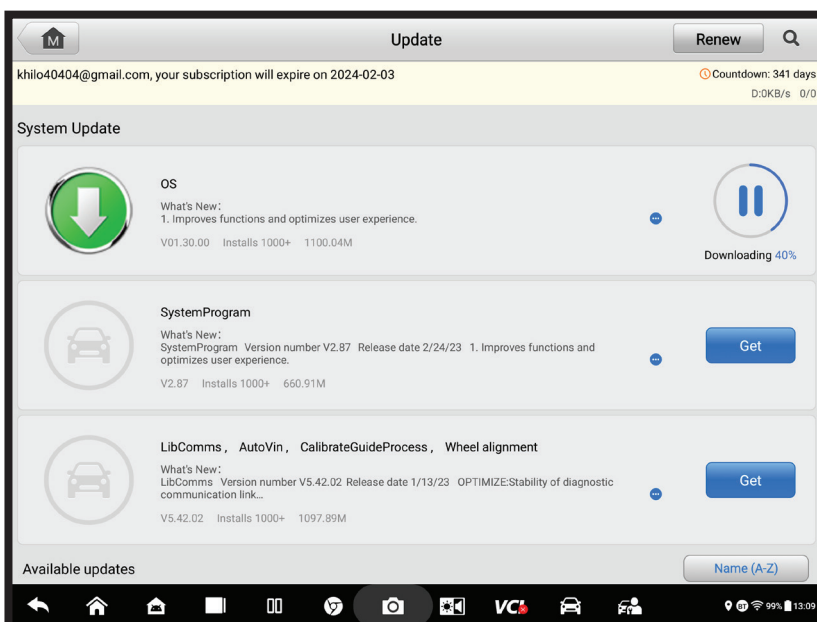 M
Update
Renew
khilo40404@gmail.com, your subscription will expire on 2024-02-03
Countdown: 341 days
D:0KB/s 0/0
System Update
OS
What's New:
1. Improves functions and optimizes user experience.
V01.30.00 Installs 1000+ 1100.04M
Downloading 40%
SystemProgram
What's New:
SystemProgram Version number V2.87 Release date 2/24/23 1. Improves functions and
optimizes user experience.
V2.87 Installs 1000+ 660.91M
Get
LibComms, AutoVin, CalibrateGuideProcess, Wheel alignment
What's New:
LibComms Version number V5.42.02 Release date 1/13/23 OPTIMIZE:Stability of diagnostic
communication link...
V5.42.02 Installs 1000+ 1097.89M
Get
Available updates
Name (A-Z)
VCI
BT 99% 13:09